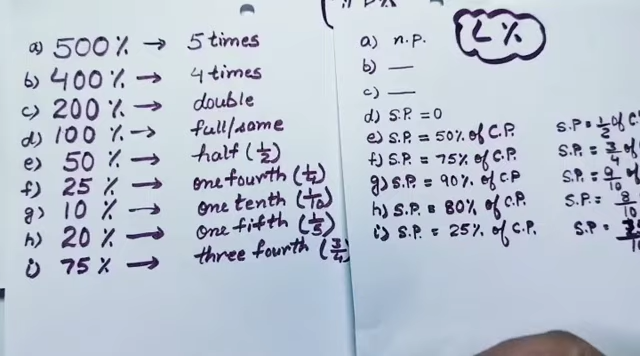 a) 500% → 5 times
b) 400% → 4 times
c) 200% → double
d) 100% → full/same
e) 50% → half (1/2)
f) 25% → one fourth (1/4)
g) 10% → one tenth (1/10)
h) 20% → one fifth (1/5)
i) 75% → three fourth (3/4)
L%
a) n.p.
b) —
c) —
d) S.P. = 0
e) S.P. = 50% of C.P. S.P = 1/2 of C.
f) S.P. = 75% of C.P. S.P. = 3/4 of
g) S.P. = 90% of C.P S.P. = 9/10 of
h) S.P. = 80% of C.P. S.P. = 8/10
i) S.P. = 25% of C.P. S.P. =